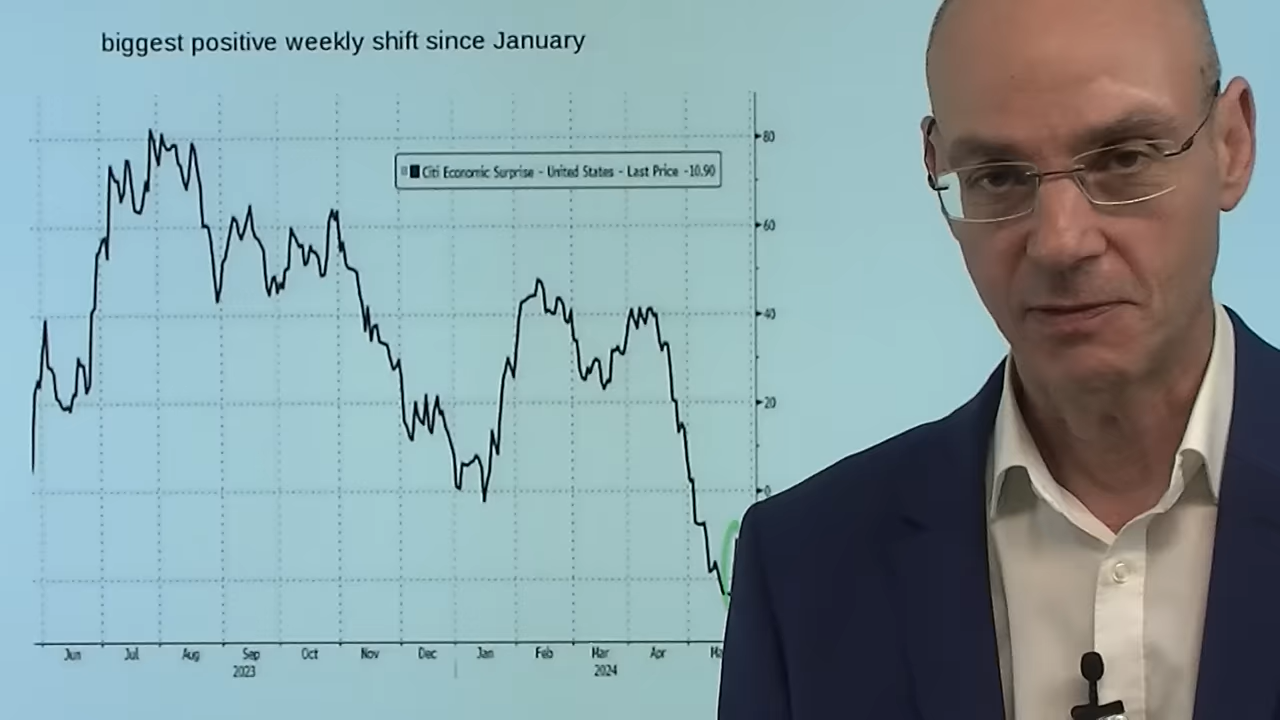 biggest positive weekly shift since January
Citi Economic Surprise - United States - Last Price -10.90
80
60
40
20
0
Jun Jul Aug Sep Oct Nov Dec Jan Feb Mar Apr
2023 2024